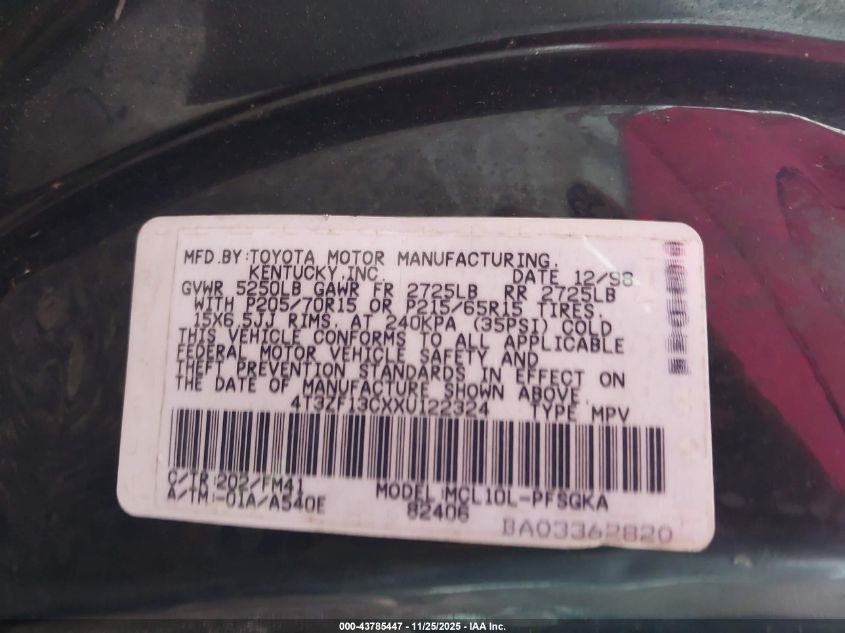 MFD.BY:TOYOTA MOTOR MANUFACTURING,
KENTUCKY,INC. DATE 12/98
GVWR 5250LB GAWR FR 2725LB RR 2725LB
WITH P205/70R15 OR P215/65R15 TIRES,
15X6.5JJ RIMS, AT 240KPA (35PSI) COLD
THIS VEHICLE CONFORMS TO ALL APPLICABLE
FEDERAL MOTOR VEHICLE SAFETY AND
THEFT PREVENTION STANDARDS IN EFFECT ON
THE DATE OF MANUFACTURE SHOWN ABOVE.
4T3ZF13CXXU122324 TYPE MPV
C/TR:202/FM41 MODEL:MCL10L-PFSGKA
A/TM:-01A/A540E 82406
BA03362820
000-43785447 - 11/25/2025 - IAA Inc.